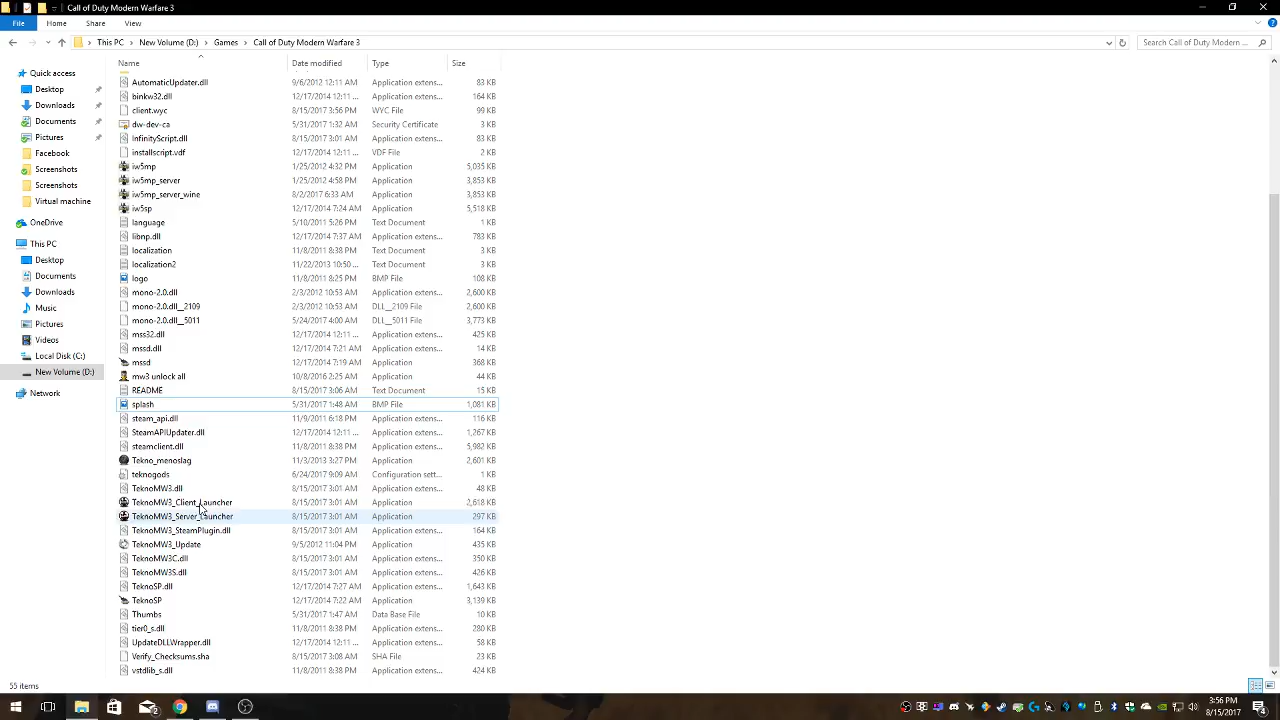 Call of Duty Modern Warfare 3
File Home Share View
This PC New Volume (D:) Games Call of Duty Modern Warfare 3
Search Call of Duty Modern ...
Name Date modified Type Size
AutomaticUpdater.dll 9/6/2012 12:11 AM Application extens... 83 KB
binkw32.dll 12/17/2014 12:11 ... Application extens... 164 KB
client.wyc 8/15/2017 3:56 PM WYC File 99 KB
dw-dev-ca 5/31/2017 1:32 AM Security Certificate 3 KB
InfinityScript.dll 8/15/2017 3:01 AM Application extens... 83 KB
installscript.vdf 12/17/2014 12:11 ... VDF File 2 KB
iw5mp 1/25/2012 4:32 PM Application 5,035 KB
iw5mp_server 1/25/2012 4:58 PM Application 3,853 KB
iw5mp_server_wine 8/2/2017 6:33 AM Application 3,853 KB
iw5sp 12/17/2014 7:24 AM Application 5,518 KB
language 5/10/2011 5:26 PM Text Document 1 KB
libnp.dll 12/17/2014 7:37 AM Application extens... 783 KB
localization 11/8/2011 8:38 PM Text Document 3 KB
localization2 11/22/2013 10:50 ... Text Document 3 KB
logo 11/8/2011 8:25 PM BMP File 108 KB
mono-2.0.dll 2/3/2012 10:53 AM Application extens... 2,600 KB
mono-2.0.dll__2109 2/3/2012 10:53 AM DLL__2109 File 2,600 KB
mono-2.0.dll__5011 5/24/2017 4:00 AM DLL__5011 File 3,773 KB
mss32.dll 12/17/2014 12:11 ... Application extens... 425 KB
mssd.dll 12/17/2014 7:21 AM Application extens... 14 KB
mssd 12/17/2014 7:19 AM Application 368 KB
mw3 unlock all 10/8/2016 2:25 AM Application 44 KB
README 8/15/2017 3:06 AM Text Document 15 KB
splash 5/31/2017 1:48 AM BMP File 1,081 KB
steam_api.dll 11/9/2011 6:18 PM Application extens... 116 KB
SteamAPIUpdater.dll 12/17/2014 12:11 ... Application extens... 1,267 KB
steamclient.dll 11/8/2011 8:38 PM Application extens... 5,982 KB
Tekno_menoslag 11/2/2013 3:27 PM Application 2,601 KB
teknogods 6/24/2017 9:09 AM Configuration sett... 1 KB
TeknoMW3.dll 8/15/2017 3:01 AM Application extens... 48 KB
TeknoMW3_Client_Launcher 8/15/2017 3:01 AM Application 2,618 KB
TeknoMW3_Server_Launcher 8/15/2017 3:01 AM Application 297 KB
TeknoMW3_SteamPlugin.dll 8/15/2017 3:01 AM Application extens... 164 KB
TeknoMW3_Update 9/5/2012 11:04 PM Application 435 KB
TeknoMW3C.dll 8/15/2017 3:01 AM Application extens... 350 KB
TeknoMW3S.dll 8/15/2017 3:01 AM Application extens... 426 KB
TeknoSP.dll 12/17/2014 7:27 AM Application extens... 1,643 KB
TeknoSP 12/17/2014 7:22 AM Application 3,139 KB
Thumbs 5/31/2017 1:47 AM Data Base File 10 KB
tier0_s.dll 11/8/2011 8:38 PM Application extens... 280 KB
UpdateDLLWrapper.dll 12/17/2014 12:11 ... Application extens... 58 KB
Verify_Checksums.sha 8/15/2017 3:08 AM SHA File 23 KB
vstdlib_s.dll 11/8/2011 8:38 PM Application extens... 424 KB
Quick access
Desktop
Downloads
Documents
Pictures
Facebook
Screenshots
Screenshots
Virtual machine
OneDrive
This PC
Desktop
Documents
Downloads
Music
Pictures
Videos
Local Disk (C:)
New Volume (D:)
Network
55 items
3:56 PM
8/15/2017